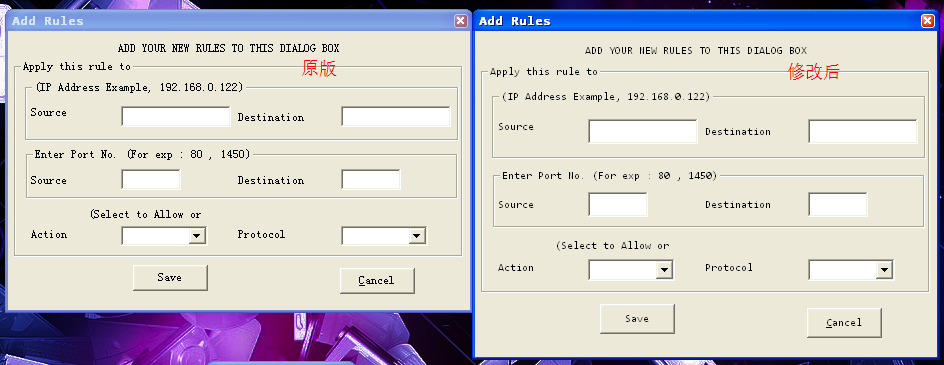 Add Rules
ADD YOUR NEW RULES TO THIS DIALOG BOX
原版
Apply this rule to
(IP Address Example, 192.168.0.122)
Source
Destination
Enter Port No. (For exp : 80 , 1450)
Source
Destination
(Select to Allow or
Action
Protocol
Save
Cancel
Add Rules
ADD YOUR NEW RULES TO THIS DIALOG BOX
修改后
Apply this rule to
(IP Address Example, 192.168.0.122)
Source
Destination
Enter Port No. (For exp : 80 , 1450)
Source
Destination
(Select to Allow or
Action
Protocol
Save
Cancel